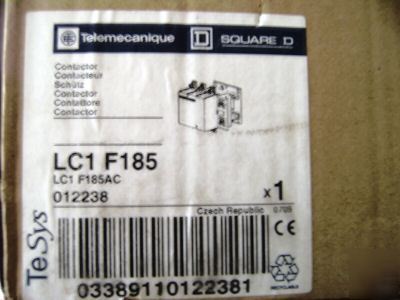 Telemecanique
SQUARE D
Contactor
Contacteur
Schütz
Contactor
Contattore
Contactor
LC1 F185
LC1 F185AC
012238
x1
Czech Republic
TeSys
CE
03389110122381